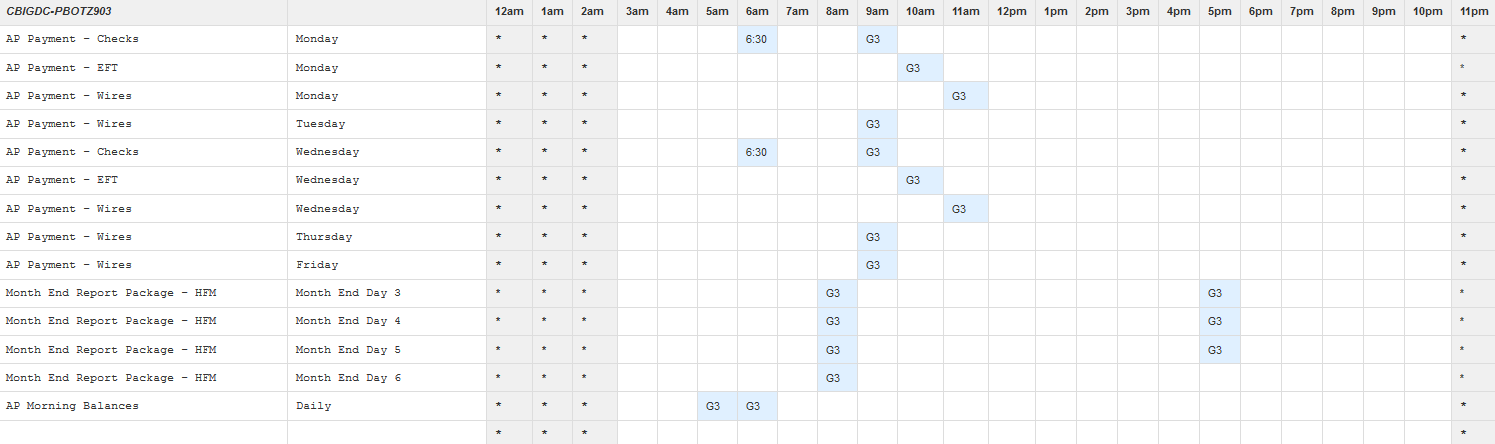 CBIGDC-PBOTZ903 12am 1am 2am 3am 4am 5am 6am 7am 8am 9am 10am 11am 12pm 1pm 2pm 3pm 4pm 5pm 6pm 7pm 8pm 9pm 10pm 11pm
AP Payment - Checks Monday * * * 6:30 G3 *
AP Payment - EFT Monday * * * G3 *
AP Payment - Wires Monday * * * G3 *
AP Payment - Wires Tuesday * * * G3 *
AP Payment - Checks Wednesday * * * 6:30 G3 *
AP Payment - EFT Wednesday * * * G3 *
AP Payment - Wires Wednesday * * * G3 *
AP Payment - Wires Thursday * * * G3 *
AP Payment - Wires Friday * * * G3 *
Month End Report Package - HFM Month End Day 3 * * * G3 G3 *
Month End Report Package - HFM Month End Day 4 * * * G3 G3 *
Month End Report Package - HFM Month End Day 5 * * * G3 G3 *
Month End Report Package - HFM Month End Day 6 * * * G3 *
AP Morning Balances Daily * * * G3 G3 *
* * * *